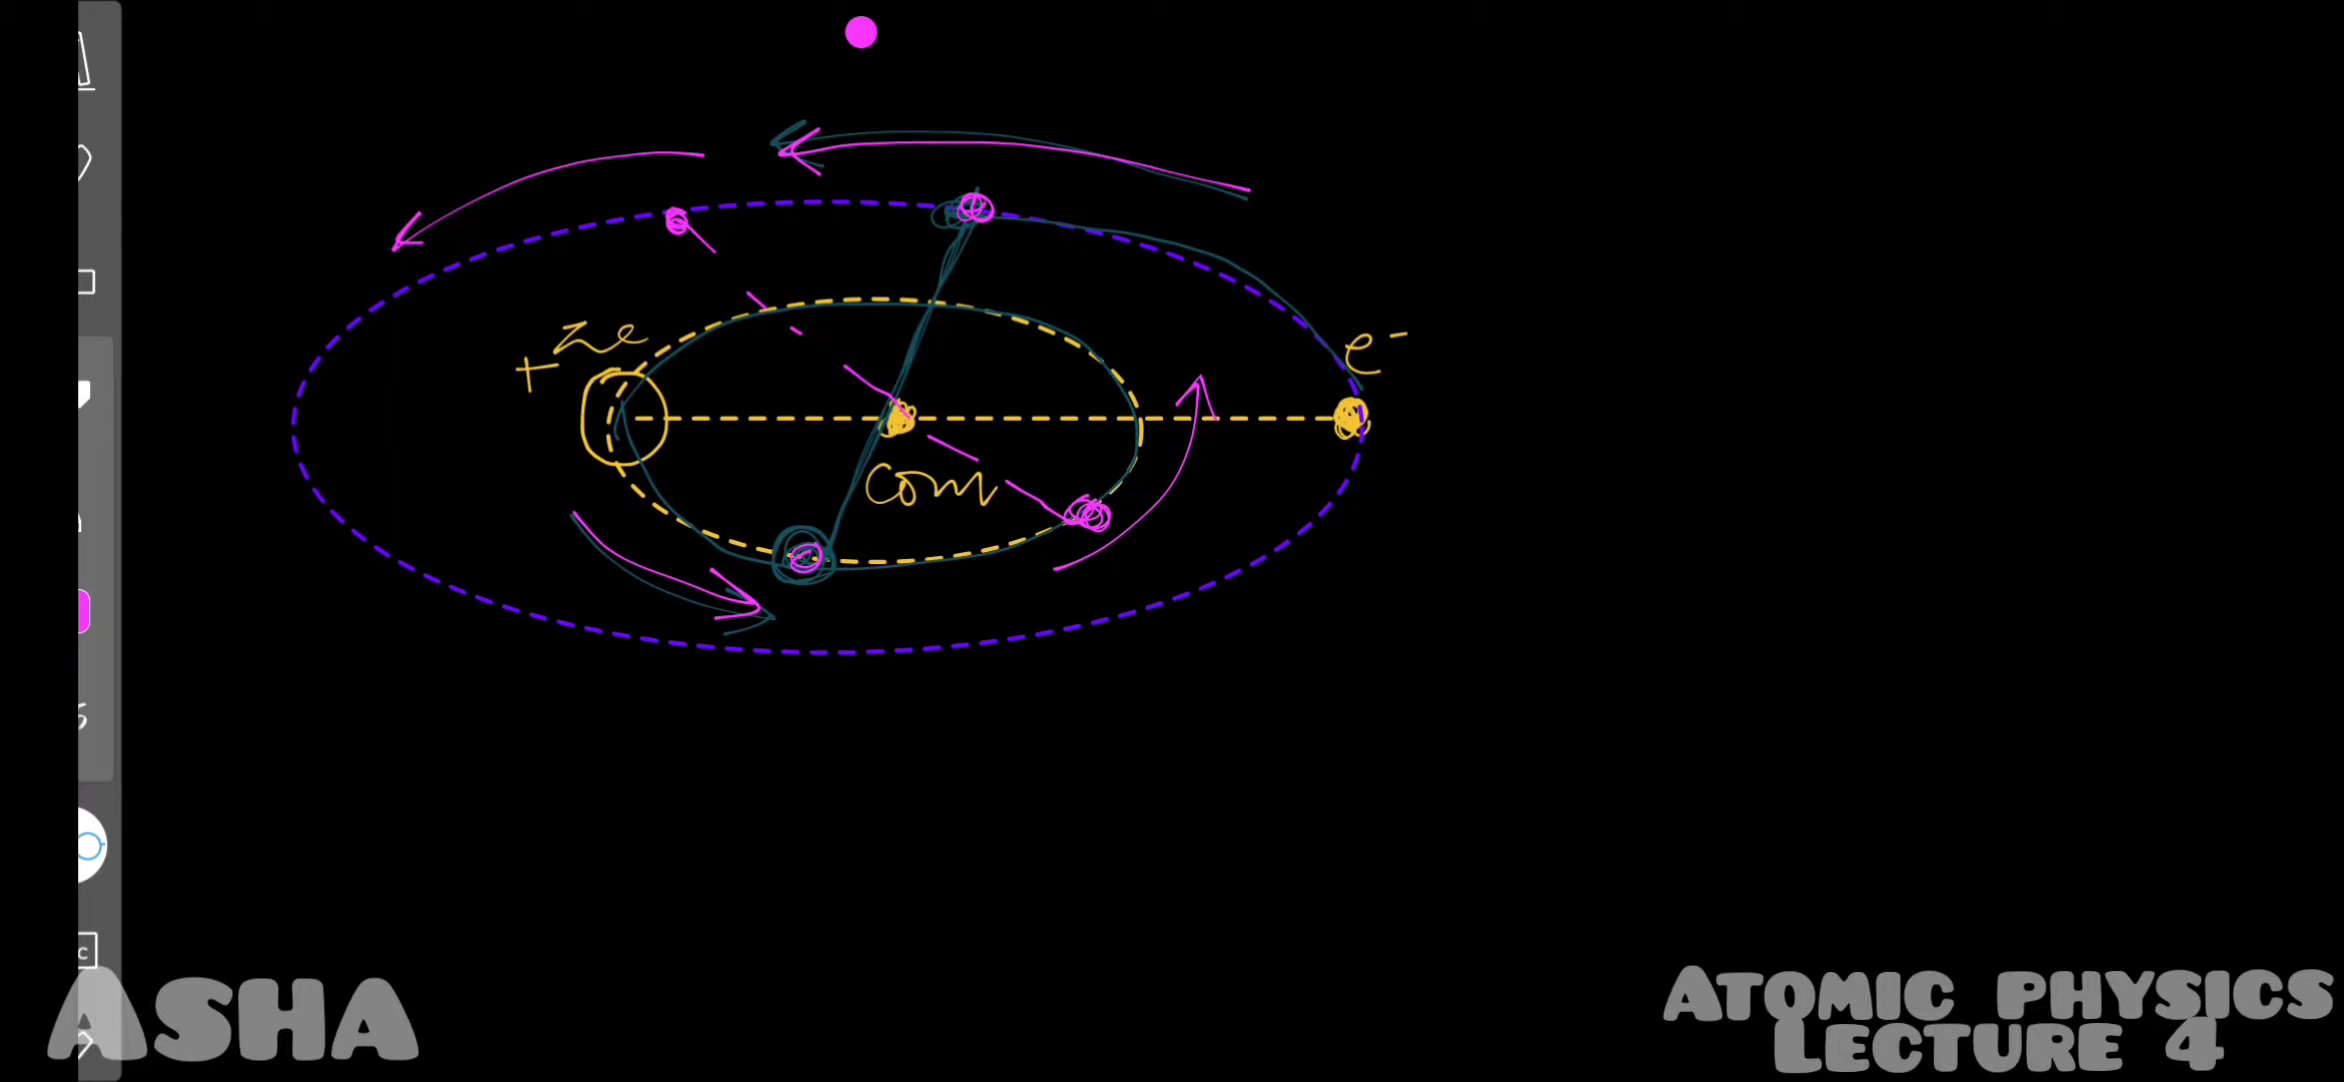 +ze
e-
com
C
ASHA
ATOMIC PHYSICS
LECTURE 4